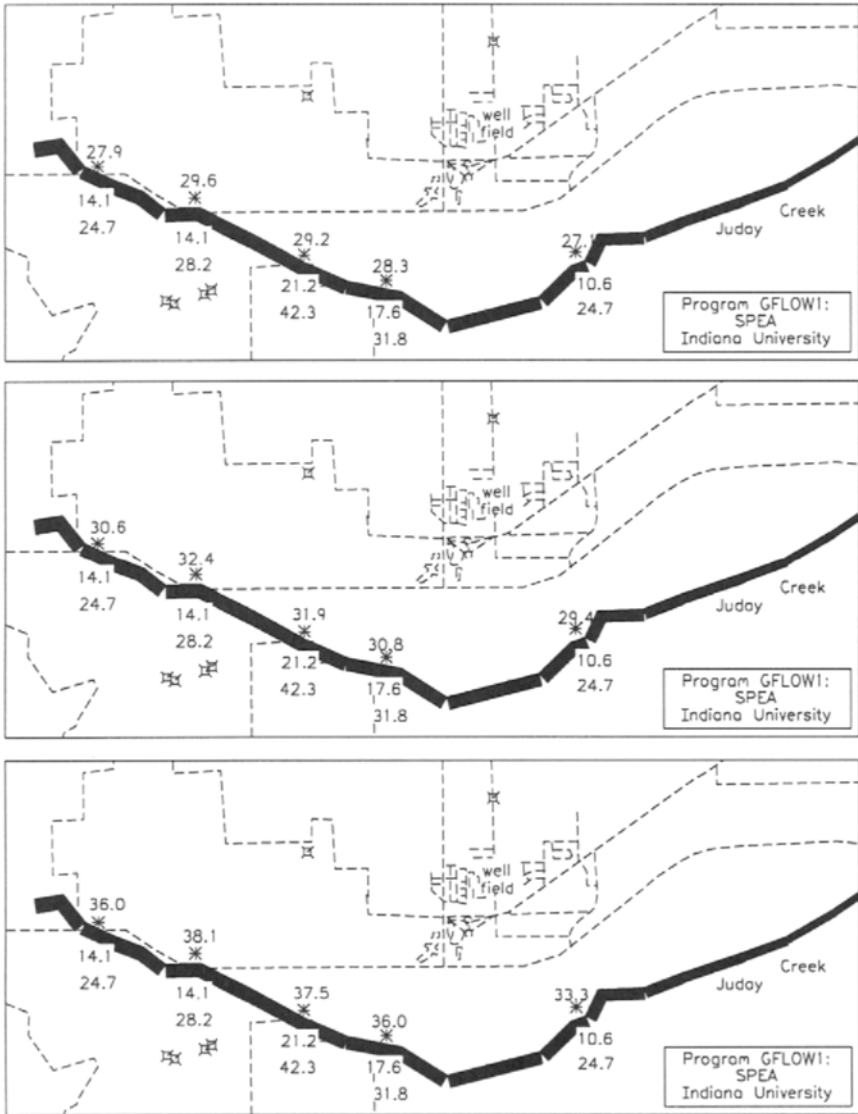 well
field
27.9
29.6
14.1
24.7
14.1
28.2
29.2
28.3
27.1
Creek
Juday
21.2
42.3
17.6
31.8
10.6
24.7
Program GFLOW1:
SPEA
Indiana University
well
field
30.6
32.4
14.1
24.7
14.1
28.2
31.9
30.8
29.4
Creek
Juday
21.2
42.3
17.6
31.8
10.6
24.7
Program GFLOW1:
SPEA
Indiana University
well
field
36.0
38.1
14.1
24.7
14.1
28.2
37.5
36.0
33.3
Creek
Juday
21.2
42.3
17.6
31.8
10.6
24.7
Program GFLOW1:
SPEA
Indiana University